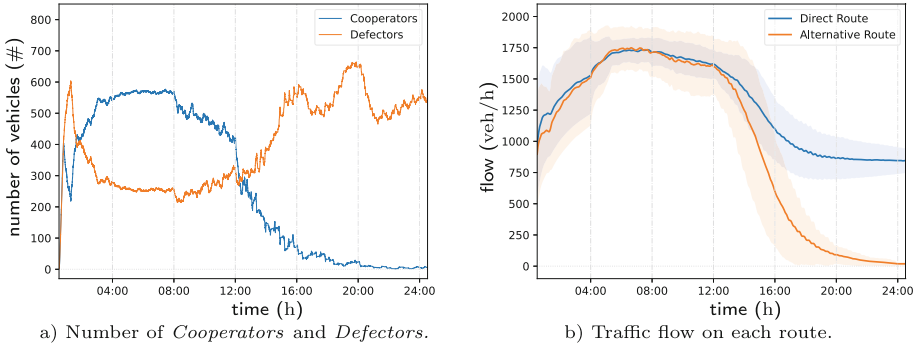 Cooperators
Defectors
number of vehicles (#)
800
700
600
500
400
300
200
100
0
04:00 08:00 12:00 16:00 20:00 24:00
time (h)
a) Number of Cooperators and Defectors.
Direct Route
Alternative Route
flow (veh/h)
2000
1750
1500
1250
1000
750
500
250
0
04:00 08:00 12:00 16:00 20:00 24:00
time (h)
b) Traffic flow on each route.